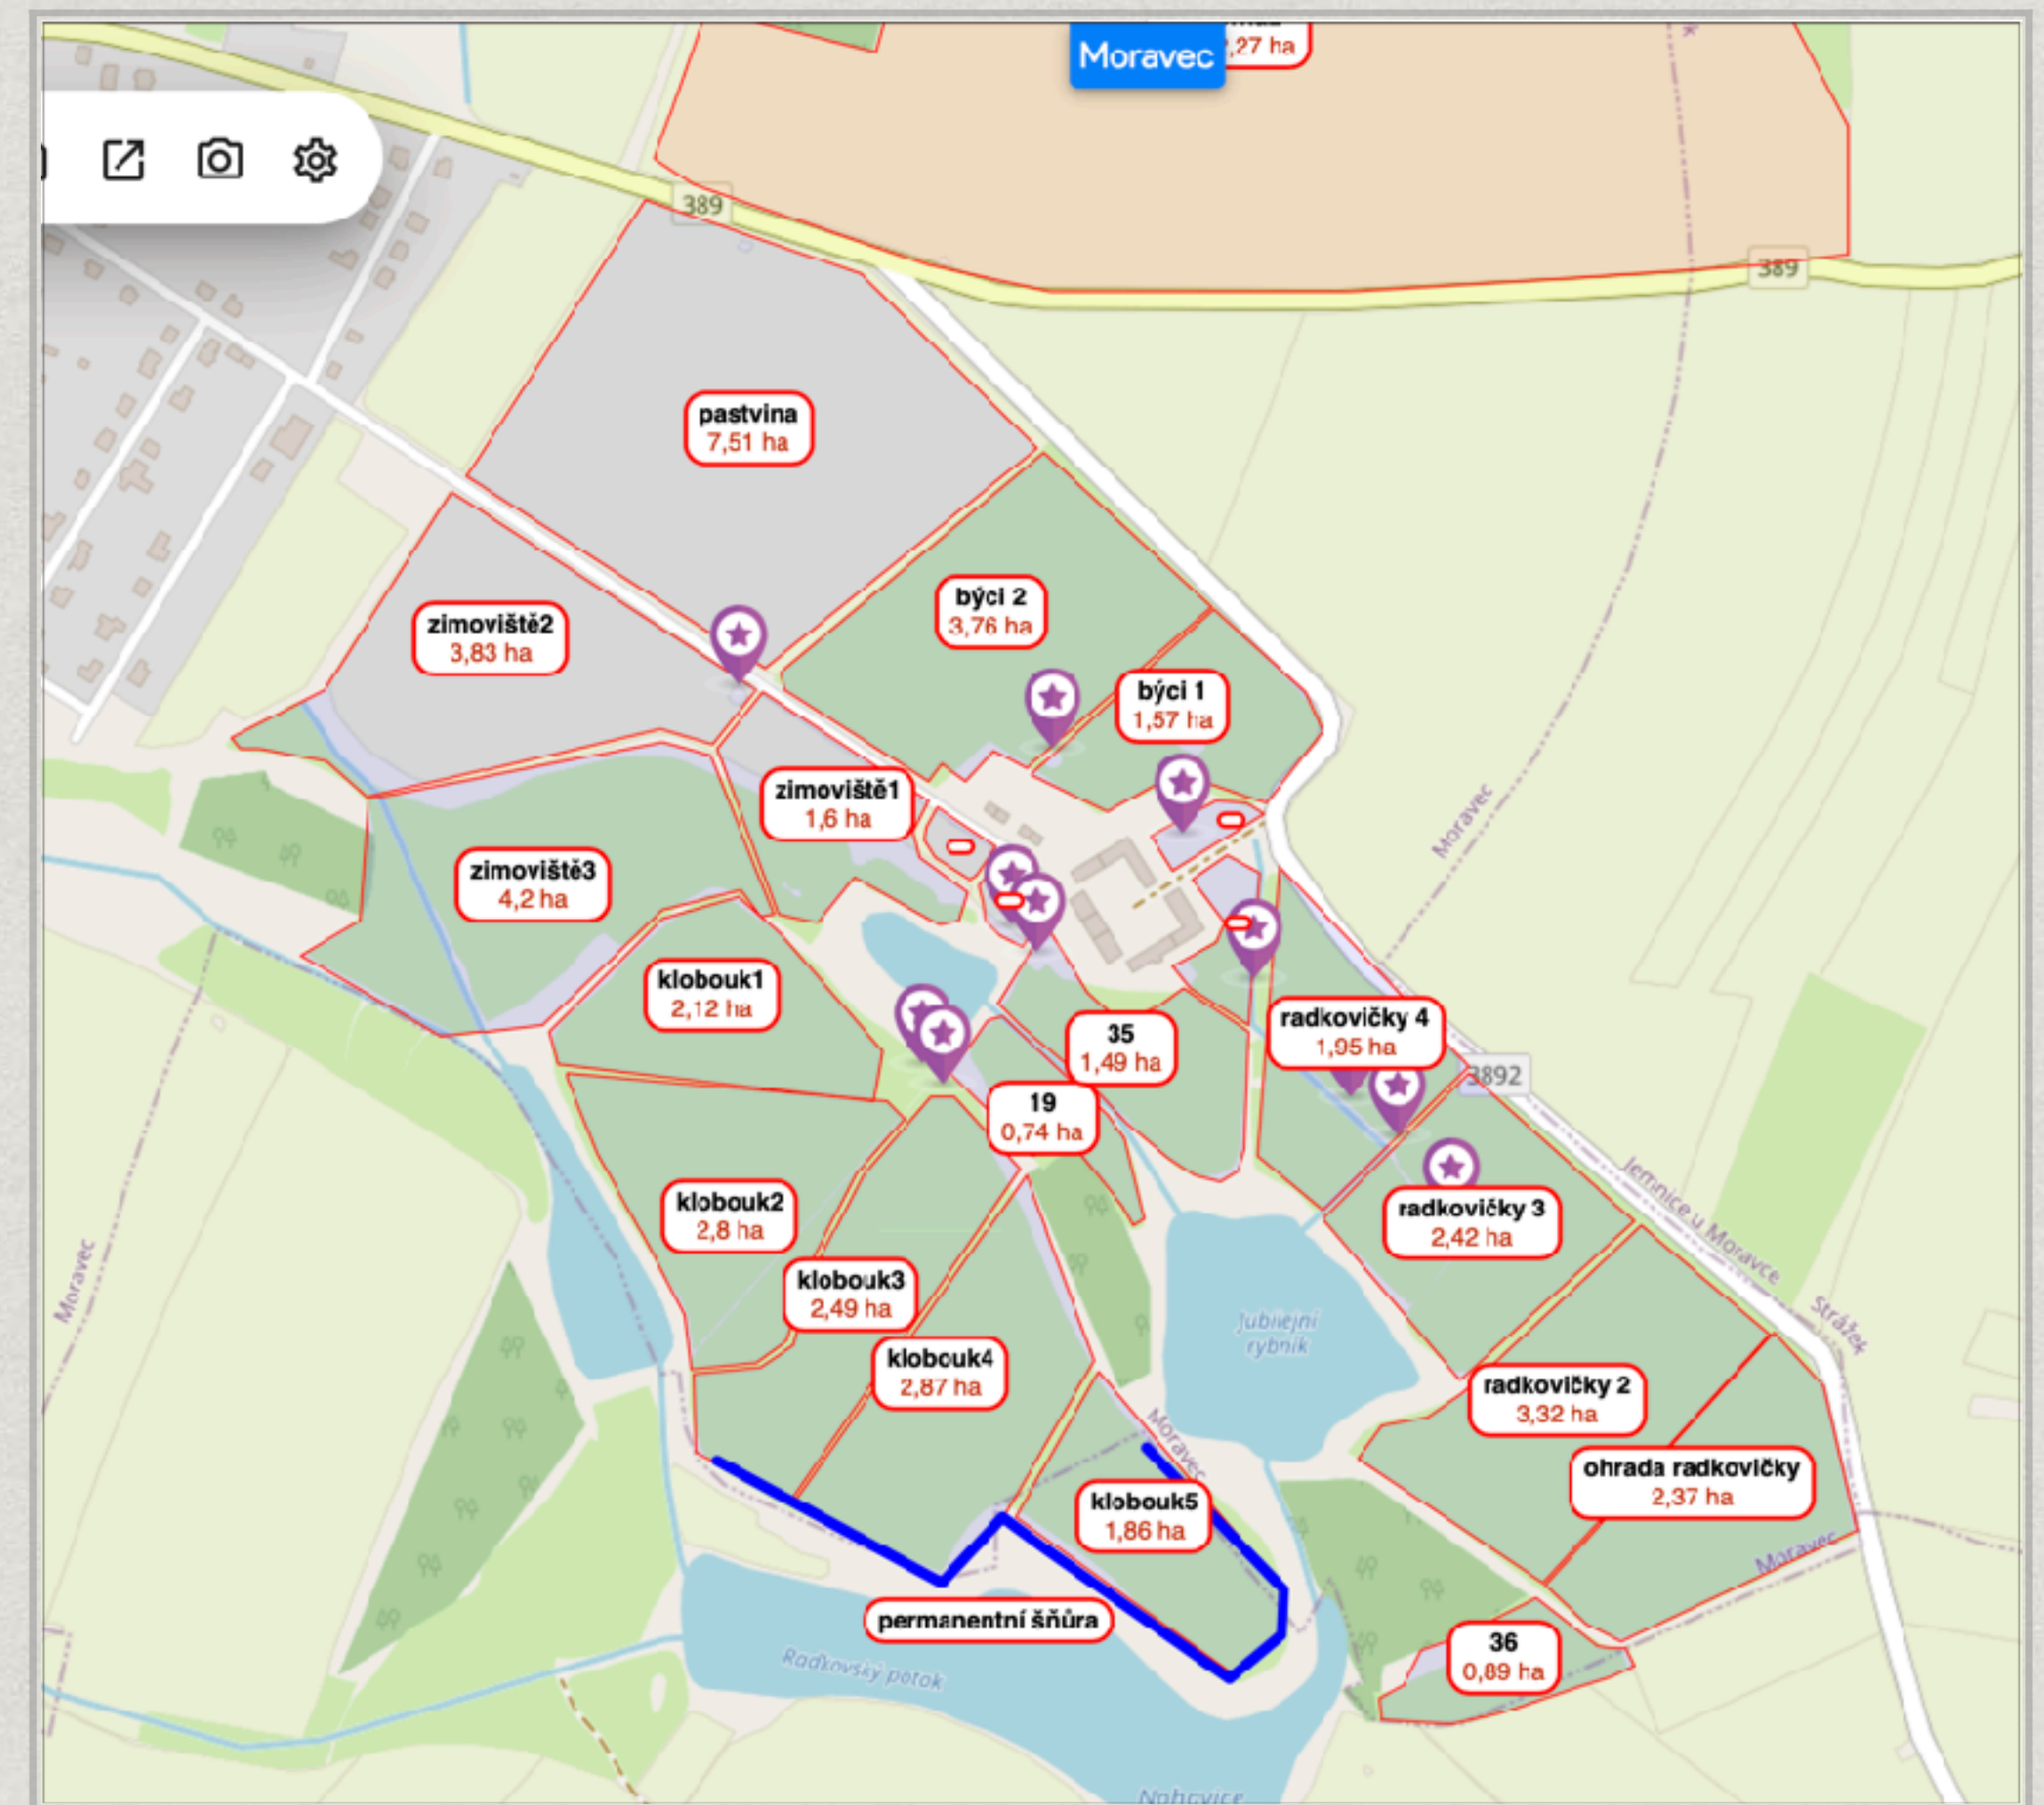 Moravec
,27 ha
389
389
pastvina
7,51 ha
býci 2
3,76 ha
zimoviště2
3,83 ha
býci 1
1,57 ha
zimoviště1
1,6 ha
Moravec
zimoviště3
4,2 ha
klobouk1
2,12 ha
35
1,49 ha
radkovičky 4
1,95 ha
3892
19
0,74 ha
klobouk2
2,8 ha
radkovičky 3
2,42 ha
Jemnice u Moravce
Strážek
Moravec
klobouk3
2,49 ha
Jubilejní
rybník
klobouk4
2,87 ha
radkovičky 2
3,32 ha
Moravec
ohrada radkovičky
2,37 ha
klobouk5
1,86 ha
Moravec
permanentní šňůra
36
0,89 ha
Radkovský potok